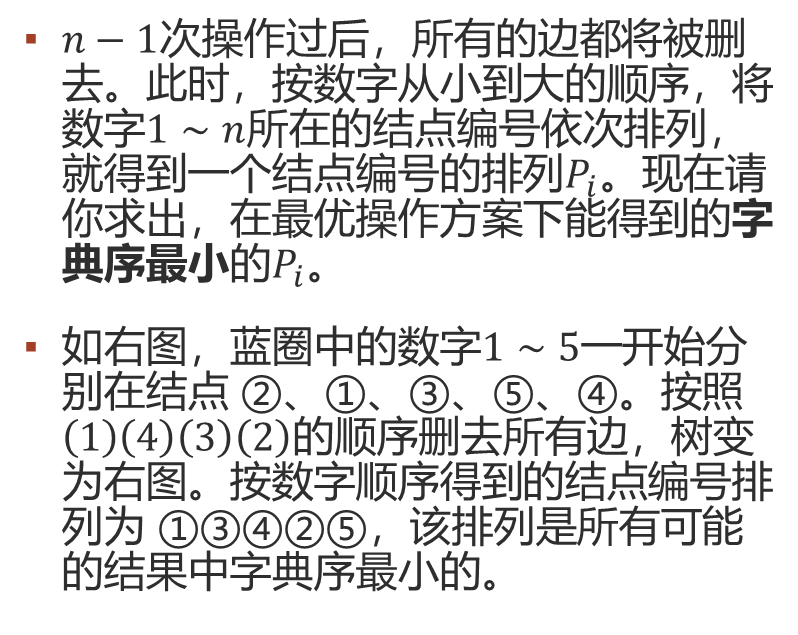 ▪ n − 1次操作过后，所有的边都将被删
去。此时，按数字从小到大的顺序，将
数字1 ~ n所在的结点编号依次排列，
就得到一个结点编号的排列Pᵢ。现在请
你求出，在最优操作方案下能得到的字
典序最小的Pᵢ。
▪ 如右图，蓝圈中的数字1 ~ 5一开始分
别在结点 ②、①、③、⑤、④。按照
(1)(4)(3)(2)的顺序删去所有边，树变
为右图。按数字顺序得到的结点编号排
列为 ①③④②⑤，该排列是所有可能
的结果中字典序最小的。